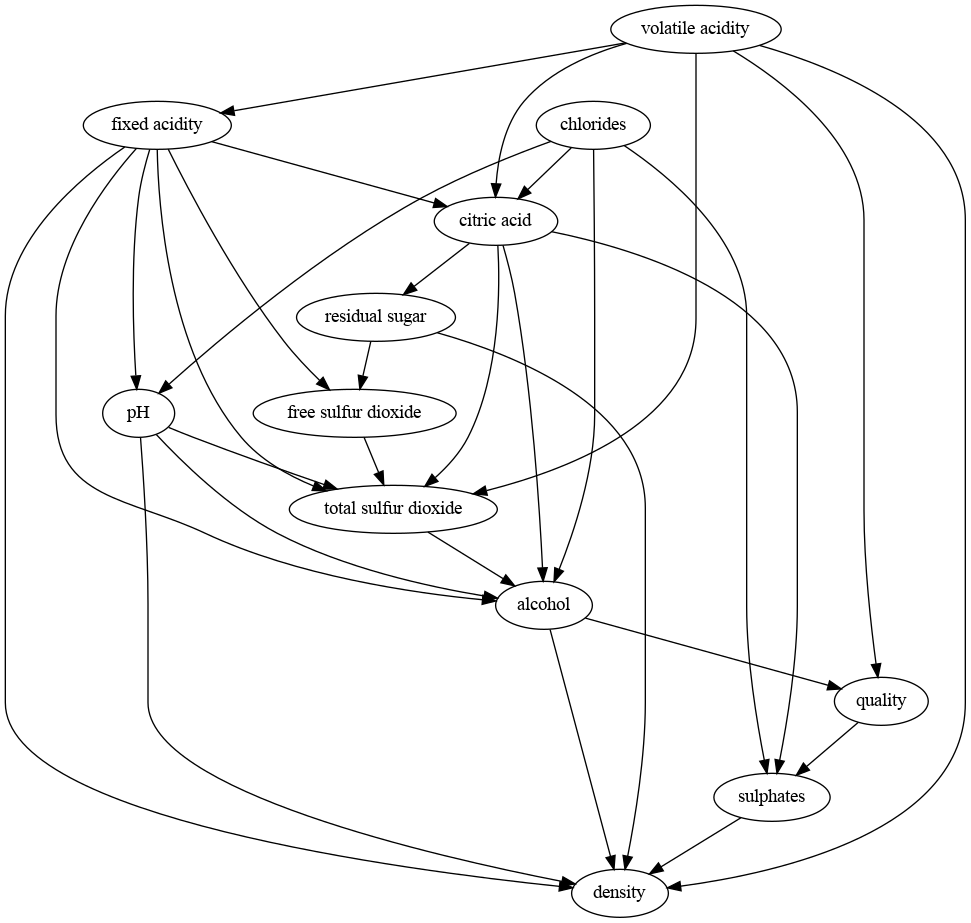 volatile acidity
fixed acidity
chlorides
citric acid
residual sugar
pH
free sulfur dioxide
total sulfur dioxide
alcohol
quality
sulphates
density